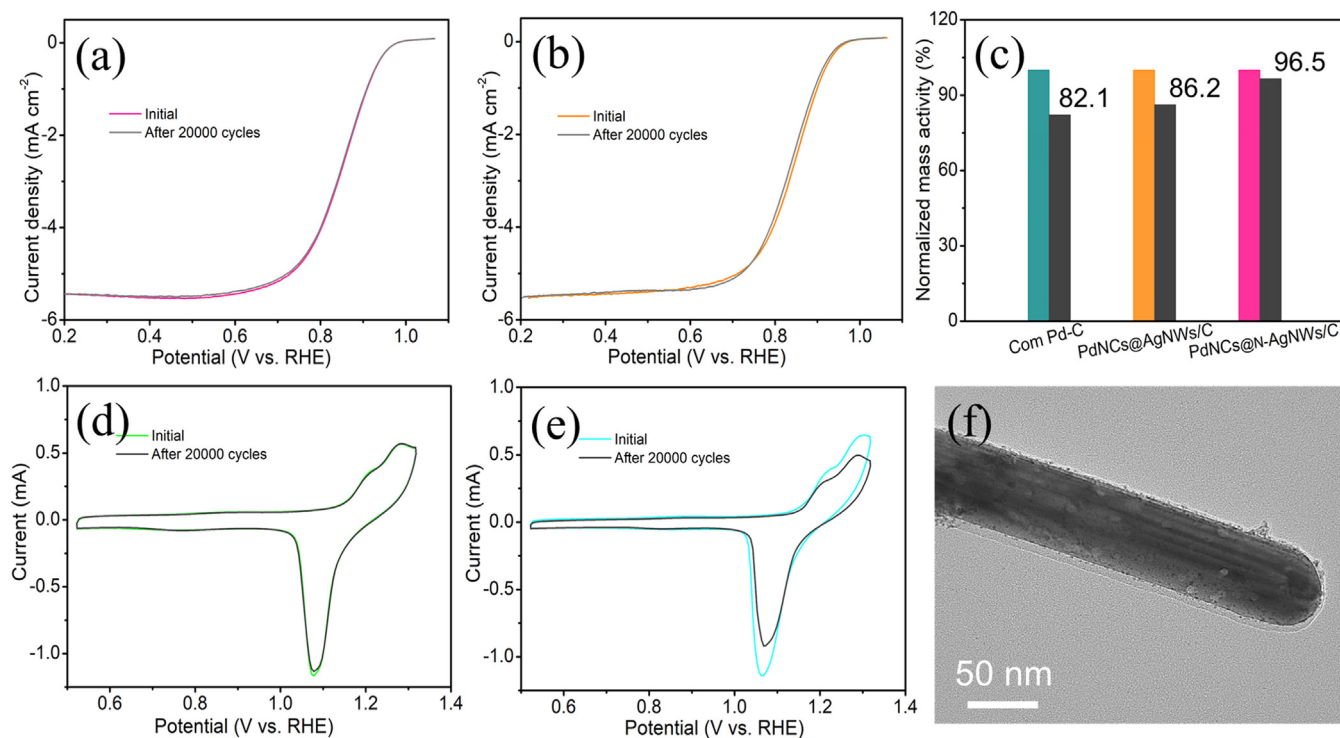 (a)
Current density (mA cm⁻²)
0
-2
-4
-6
Initial
After 20000 cycles
0.2
0.4
0.6
0.8
1.0
Potential (V vs. RHE)
(b)
Current density (mA cm⁻²)
0
-2
-4
-6
Initial
After 20000 cycles
0.2
0.4
0.6
0.8
1.0
Potential (V vs. RHE)
(c)
Normalized mass activity (%)
120
90
60
30
0
82.1
86.2
96.5
Com Pd-C
PdNCs@AgNWs/C
PdNCs@N-AgNWs/C
(d)
Current (mA)
1.0
0.5
0.0
-0.5
-1.0
Initial
After 20000 cycles
0.6
0.8
1.0
1.2
1.4
Potential (V vs. RHE)
(e)
Current (mA)
1.0
0.5
0.0
-0.5
-1.0
Initial
After 20000 cycles
0.6
0.8
1.0
1.2
1.4
Potential (V vs. RHE)
(f)
50 nm